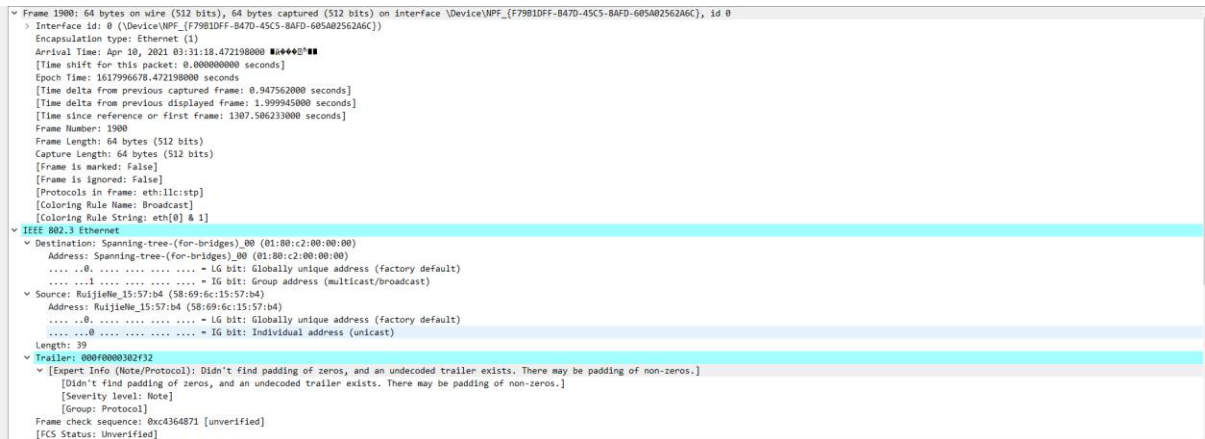 Frame 1900: 64 bytes on wire (512 bits), 64 bytes captured (512 bits) on interface \Device\NPF_{F79B1DFF-B47D-45C5-8AFD-605A02562A6C}, id 0
Interface id: 0 (\Device\NPF_{F79B1DFF-B47D-45C5-8AFD-605A02562A6C})
Encapsulation type: Ethernet (1)
Arrival Time: Apr 10, 2021 03:31:18.472198000
[Time shift for this packet: 0.000000000 seconds]
Epoch Time: 1617996678.472198000 seconds
[Time delta from previous captured frame: 0.947562000 seconds]
[Time delta from previous displayed frame: 1.999945000 seconds]
[Time since reference or first frame: 1307.506233000 seconds]
Frame Number: 1900
Frame Length: 64 bytes (512 bits)
Capture Length: 64 bytes (512 bits)
[Frame is marked: False]
[Frame is ignored: False]
[Protocols in frame: eth:llc:stp]
[Coloring Rule Name: Broadcast]
[Coloring Rule String: eth[0] & 1]
IEEE 802.3 Ethernet
Destination: Spanning-tree-(for-bridges)_00 (01:80:c2:00:00:00)
Address: Spanning-tree-(for-bridges)_00 (01:80:c2:00:00:00)
.... ..0. .... .... .... .... = LG bit: Globally unique address (factory default)
.... ...1 .... .... .... .... = IG bit: Group address (multicast/broadcast)
Source: RuijieNe_15:57:b4 (58:69:6c:15:57:b4)
Address: RuijieNe_15:57:b4 (58:69:6c:15:57:b4)
.... ..0. .... .... .... .... = LG bit: Globally unique address (factory default)
.... ...0 .... .... .... .... = IG bit: Individual address (unicast)
Length: 39
Trailer: 000f0000302f32
[Expert Info (Note/Protocol): Didn't find padding of zeros, and an undecoded trailer exists. There may be padding of non-zeros.]
[Didn't find padding of zeros, and an undecoded trailer exists. There may be padding of non-zeros.]
[Severity level: Note]
[Group: Protocol]
Frame check sequence: 0xc4364871 [unverified]
[FCS Status: Unverified]